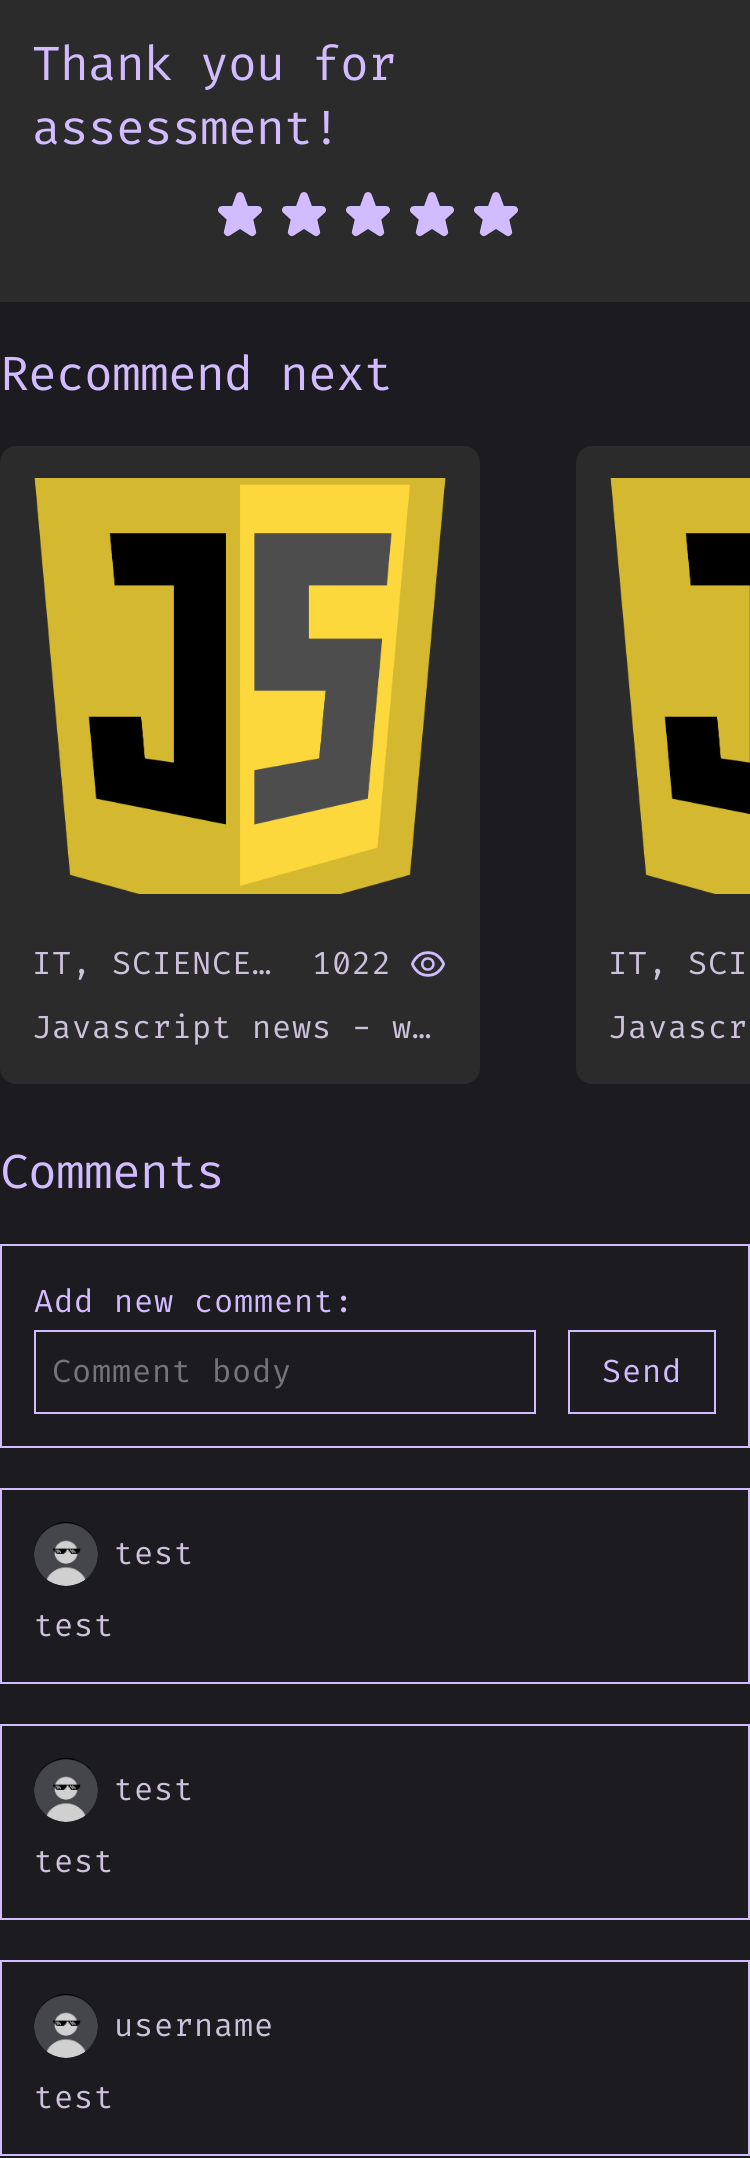 Thank you for
assessment!
Recommend next
JS
J
IT, SCIENCE… 1022
IT, SCI
Javascript news - w…
Javascr
Comments
Add new comment:
Comment body
Send
test
test
test
test
username
test